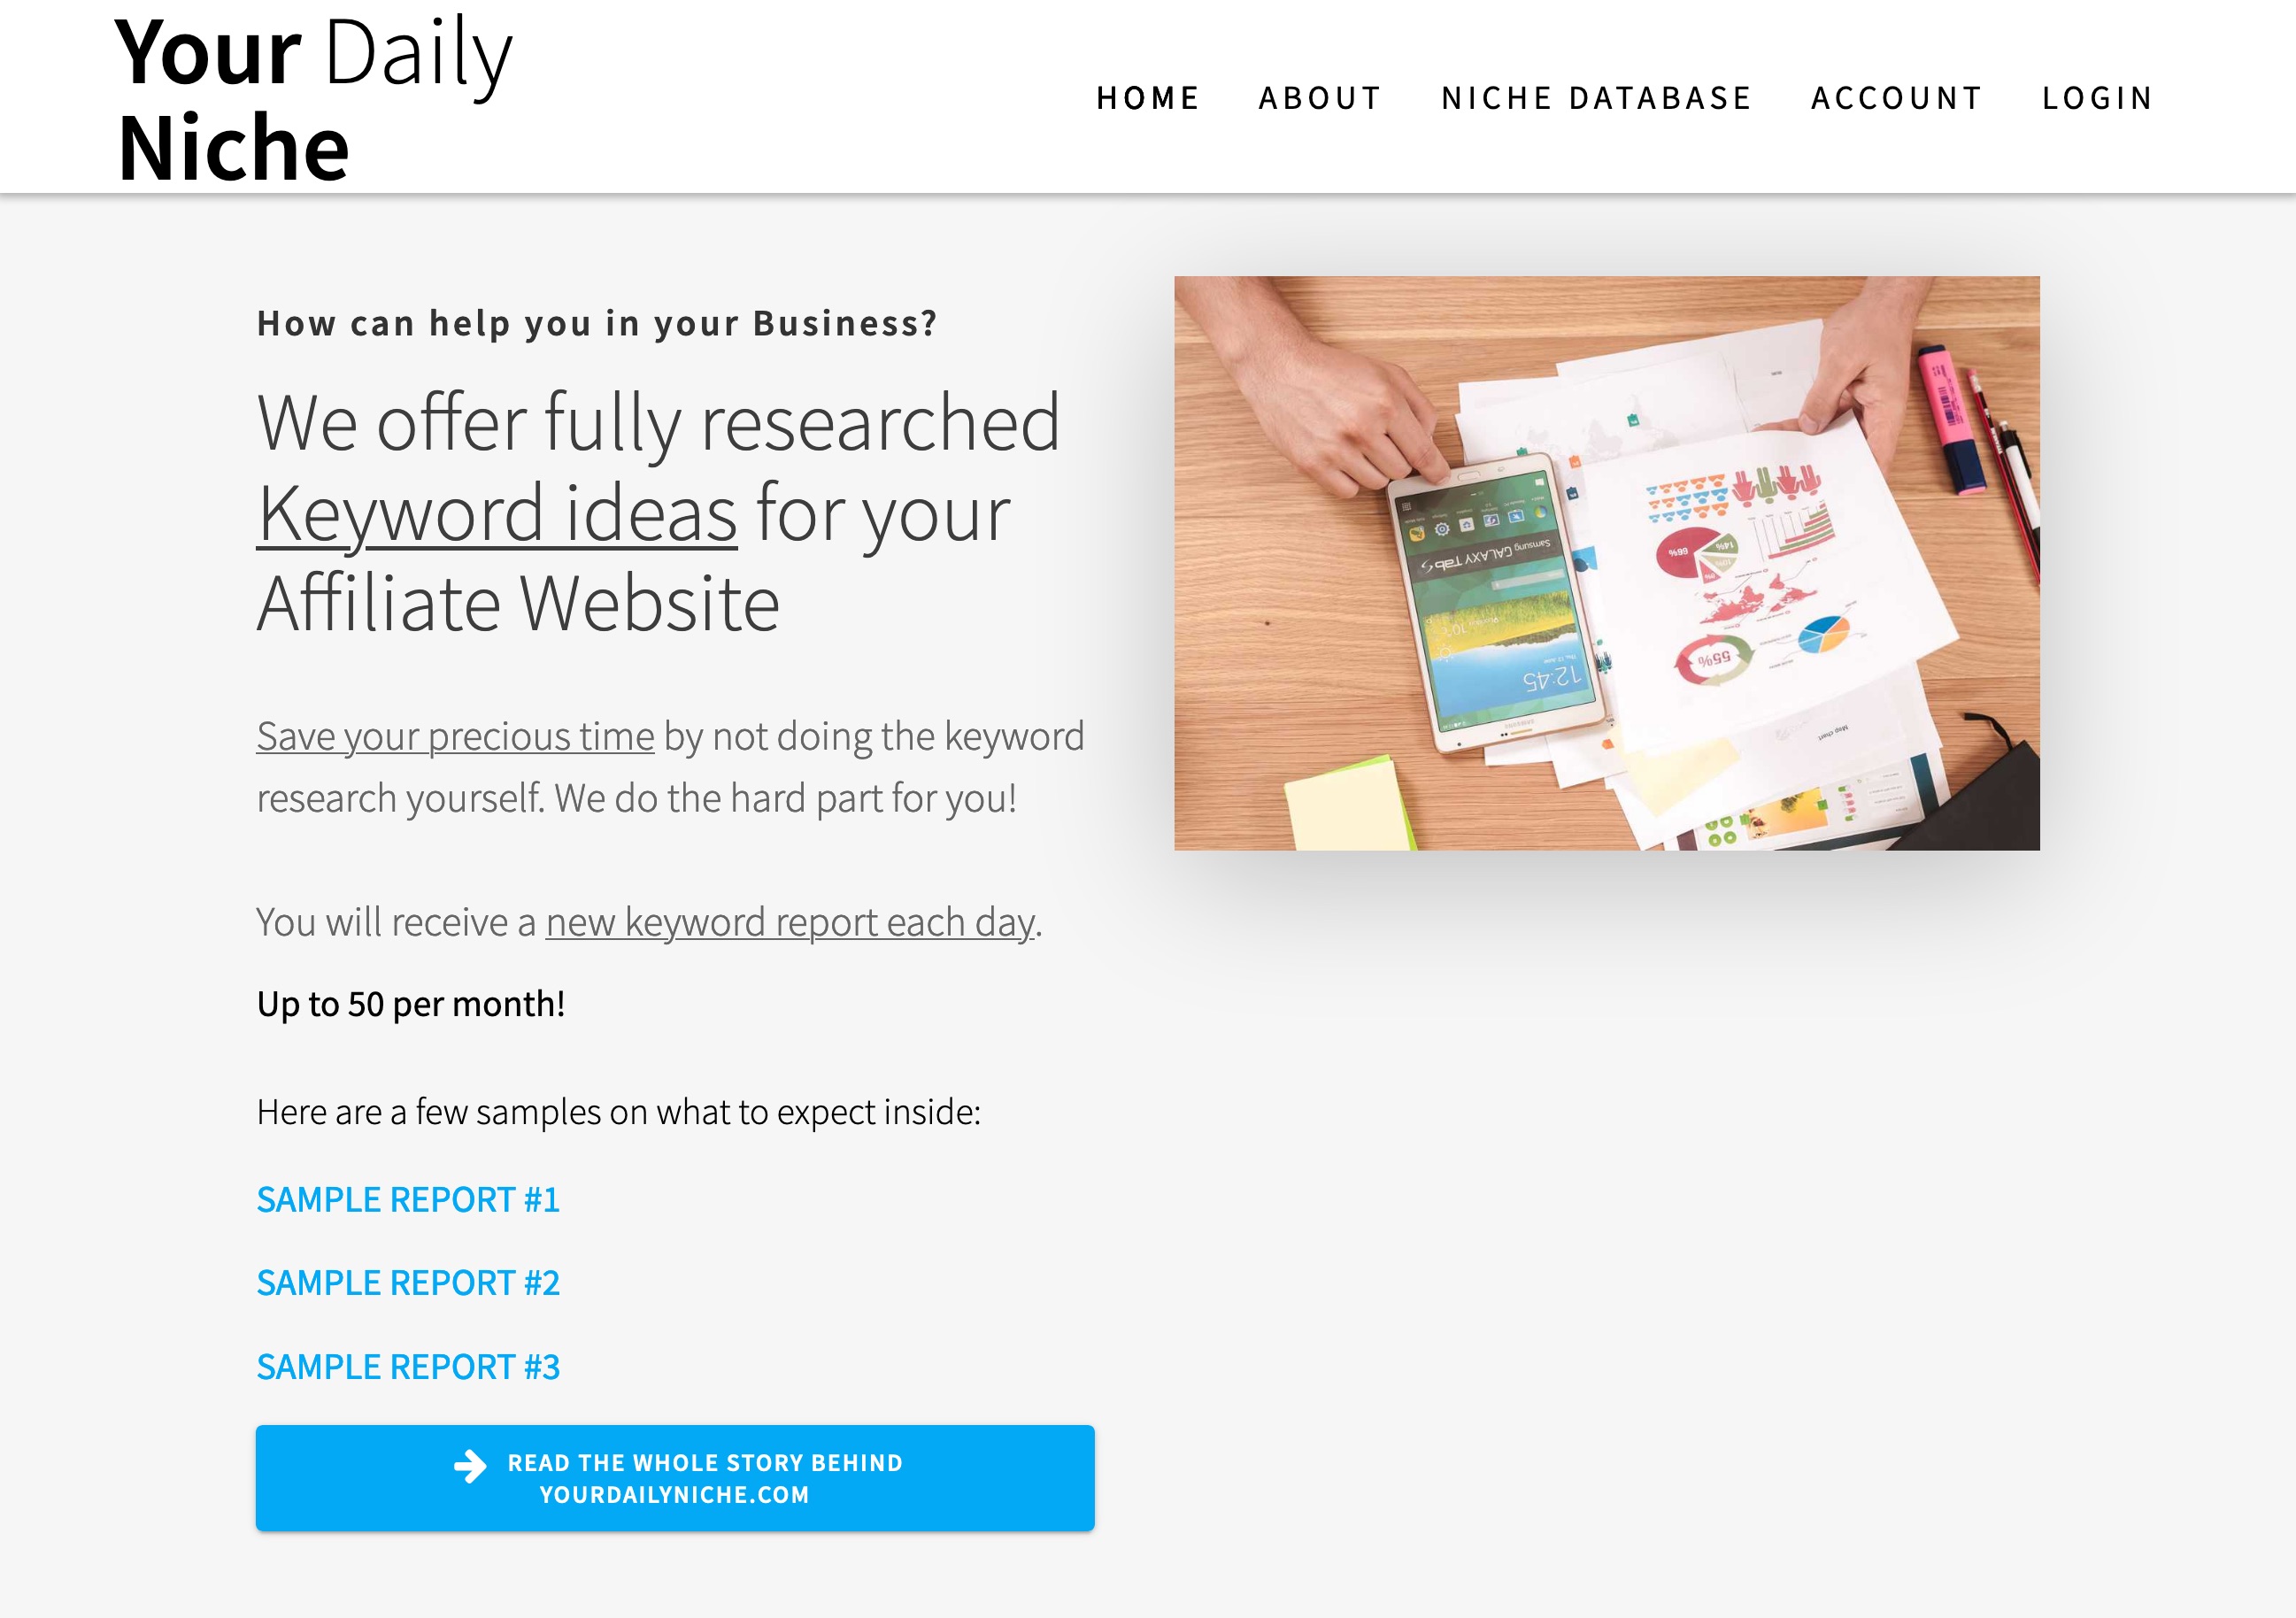 Your Daily
Niche
HOME ABOUT NICHE DATABASE ACCOUNT LOGIN
How can help you in your Business?
We offer fully researched
Keyword ideas for your
Affiliate Website
Save your precious time by not doing the keyword
research yourself. We do the hard part for you!
You will receive a new keyword report each day.
Up to 50 per month!
Here are a few samples on what to expect inside:
SAMPLE REPORT #1
SAMPLE REPORT #2
SAMPLE REPORT #3
READ THE WHOLE STORY BEHIND
YOURDAILYNICHE.COM
Samsung GALAXY Tab S
12:45
66%
14%
55%
Map chart